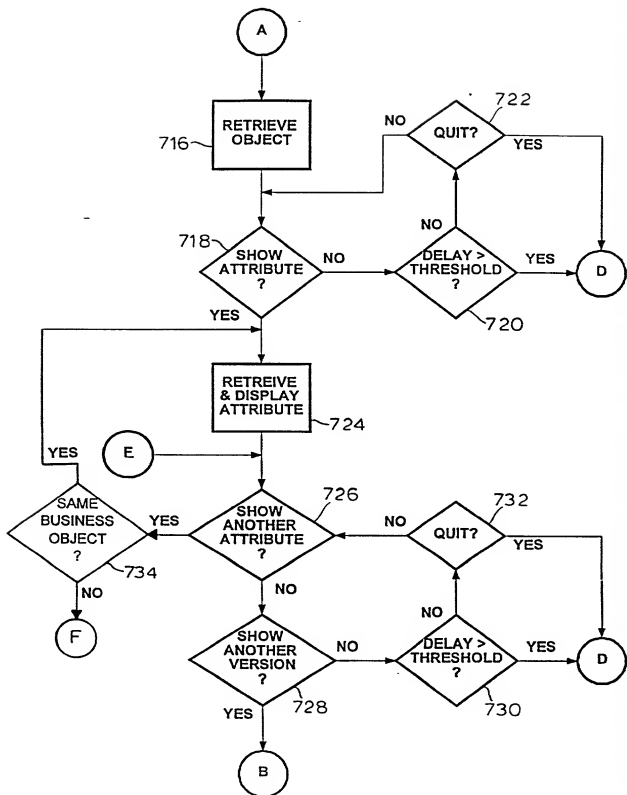 A
RETRIEVE
OBJECT
716
722
QUIT?
NO
YES
718
SHOW
ATTRIBUTE
?
NO
YES
DELAY >
THRESHOLD
?
NO
YES
720
D
RETREIVE
& DISPLAY
ATTRIBUTE
724
E
YES
SAME
BUSINESS
OBJECT
?
734
NO
F
YES
726
SHOW
ANOTHER
ATTRIBUTE
?
NO
NO
732
QUIT?
YES
SHOW
ANOTHER
VERSION
?
728
NO
YES
NO
DELAY >
THRESHOLD
?
730
YES
D
B